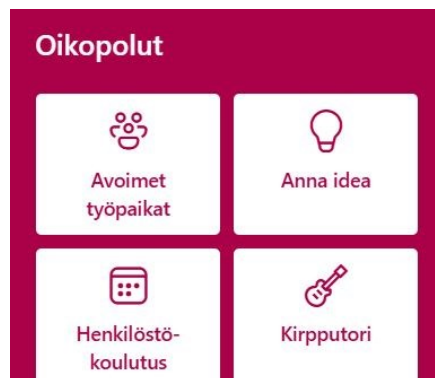 Oikopolut
Avoimet
työpaikat
Anna idea
Henkilöstö-
koulutus
Kirpputori